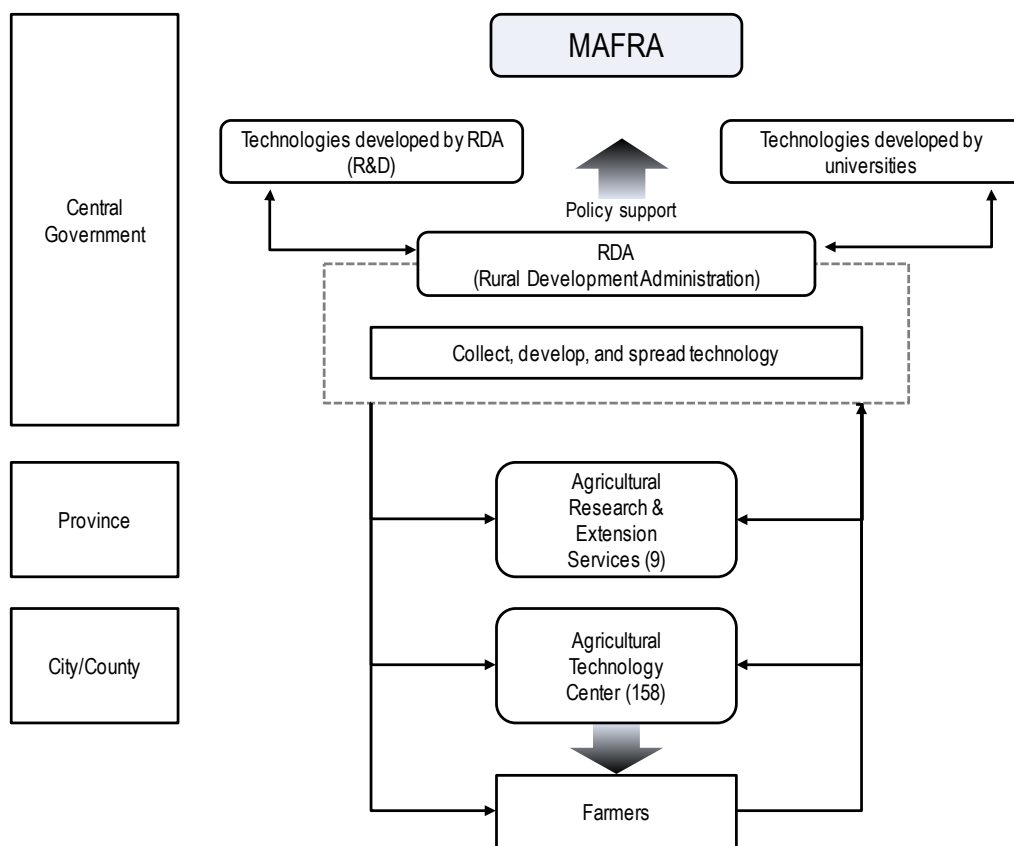 MAFRA
Technologies developed by RDA
(R&D)
Technologies developed by
universities
Policy support
Central
Government
RDA
(Rural Development Administration)
Collect, develop, and spread technology
Province
Agricultural
Research &
Extension
Services (9)
City/County
Agricultural
Technology
Center (158)
Farmers